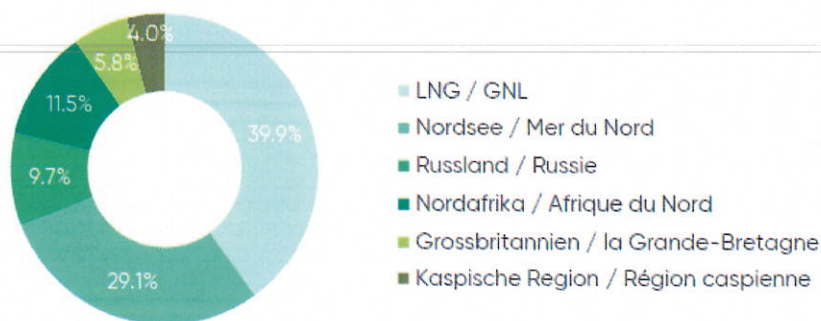 4.0%
5.8%
11.5%
39.9%
9.7%
29.1%
LNG / GNL
Nordsee / Mer du Nord
Russland / Russie
Nordafrika / Afrique du Nord
Grossbritannien / la Grande-Bretagne
Kaspische Region / Région caspienne